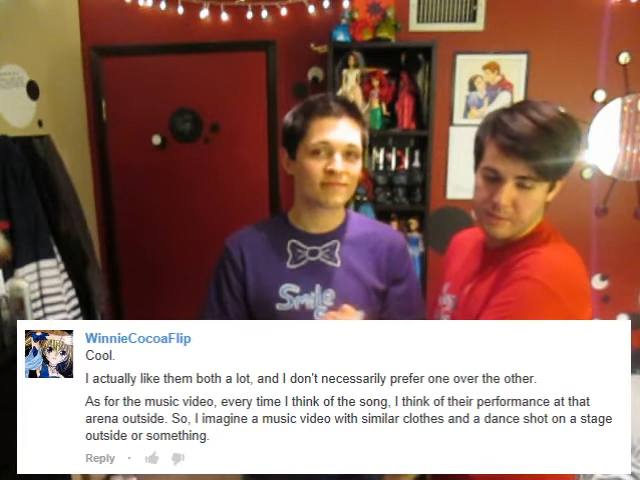 Smile
WinnieCocoaFlip
Cool.
I actually like them both a lot, and I don't necessarily prefer one over the other.
As for the music video, every time I think of the song, I think of their performance at that
arena outside. So, I imagine a music video with similar clothes and a dance shot on a stage
outside or something.
Reply ·